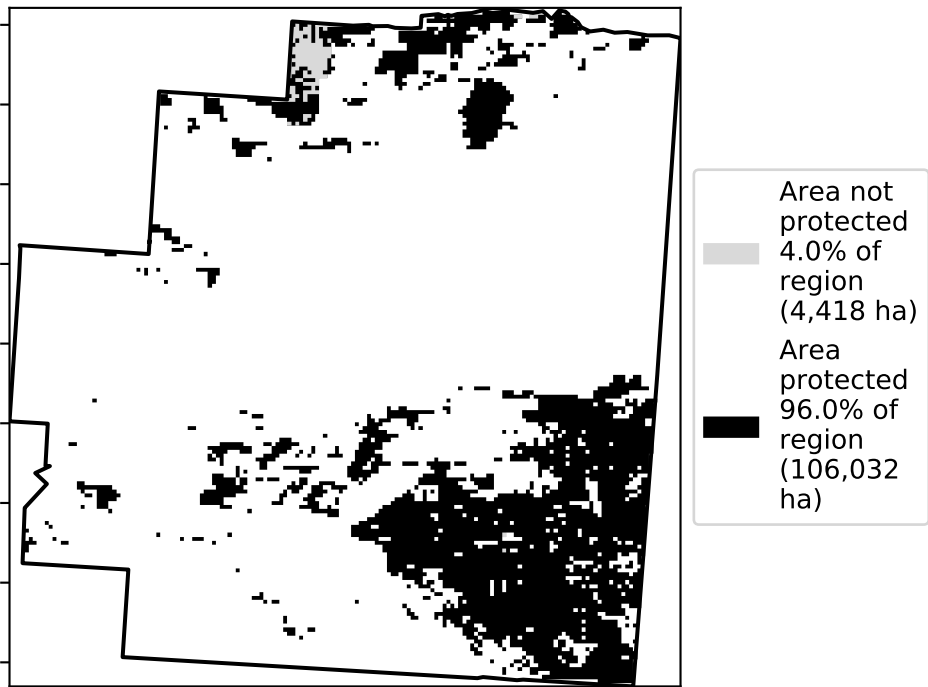 Area not
protected
4.0% of
region
(4,418 ha)
Area
protected
96.0% of
region
(106,032
ha)